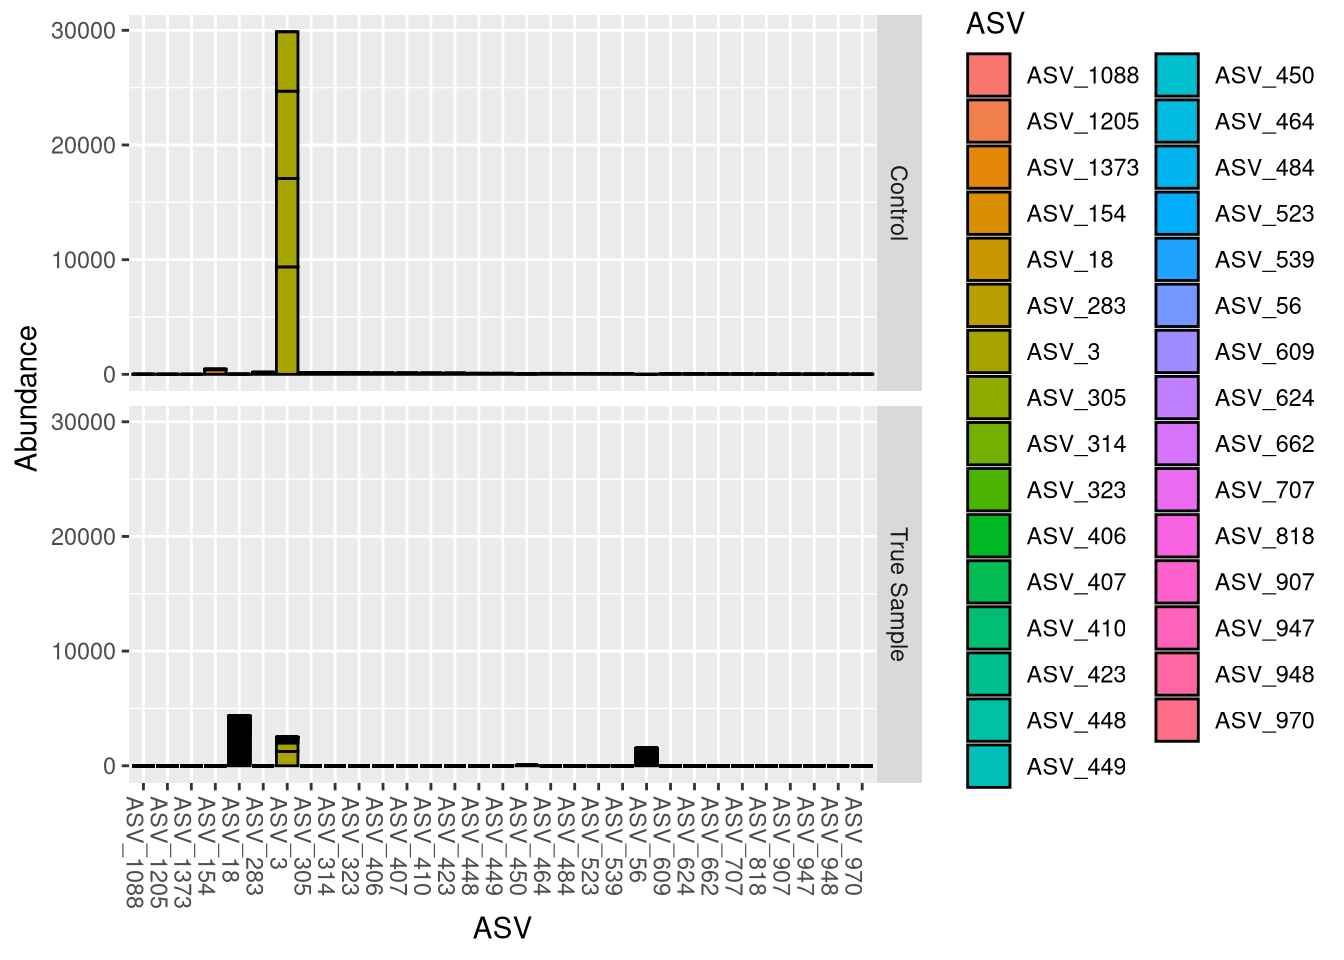 Abundance
30000
20000
10000
0
Control
30000
20000
10000
0
True Sample
ASV_1088
ASV_1205
ASV_1373
ASV_154
ASV_18
ASV_283
ASV_3
ASV_305
ASV_314
ASV_323
ASV_406
ASV_407
ASV_410
ASV_423
ASV_448
ASV_449
ASV_450
ASV_464
ASV_484
ASV_523
ASV_539
ASV_56
ASV_609
ASV_624
ASV_662
ASV_707
ASV_818
ASV_907
ASV_947
ASV_948
ASV_970
ASV
ASV
ASV_1088
ASV_1205
ASV_1373
ASV_154
ASV_18
ASV_283
ASV_3
ASV_305
ASV_314
ASV_323
ASV_406
ASV_407
ASV_410
ASV_423
ASV_448
ASV_449
ASV_450
ASV_464
ASV_484
ASV_523
ASV_539
ASV_56
ASV_609
ASV_624
ASV_662
ASV_707
ASV_818
ASV_907
ASV_947
ASV_948
ASV_970